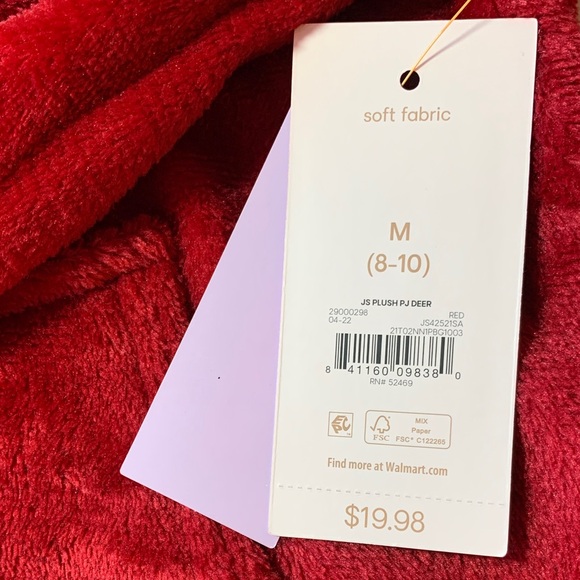 soft fabric
M
(8-10)
JS PLUSH PJ DEER
29000298 RED
04-22 JS42521SA
21T02NN1PBG1003
8 41160 09838 0
RN# 52469
FSC
MIX
Paper
FSC® C122265
Find more at Walmart.com
$19.98